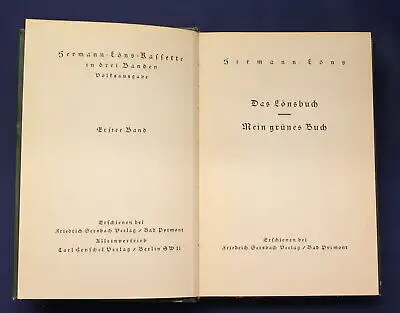 Hermann-Löns-Kassette
in drei Bänden
Volksausgabe
Erster Band
Erschienen bei
Friedrich Gersbach Verlag / Bad Pyrmont
Alleinvertrieb
Carl Henschel Verlag / Berlin SW 11
Hermann Löns
Das Lönsbuch
Mein grünes Buch
Erschienen bei
Friedrich Gersbach Verlag / Bad Pyrmont